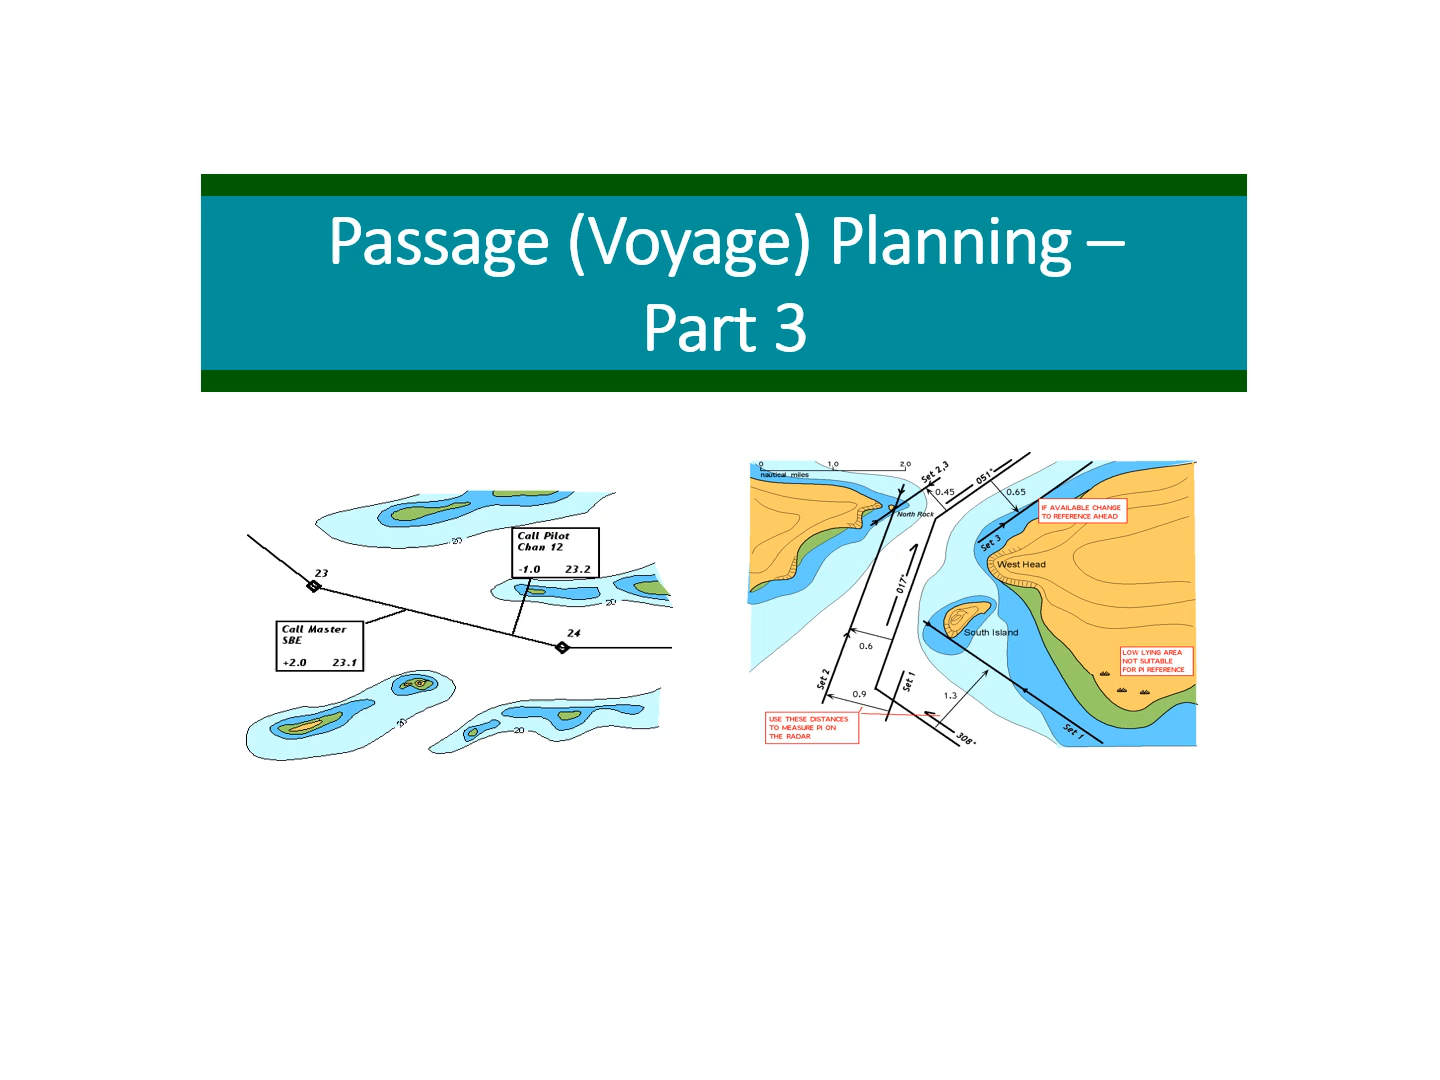 Passage (Voyage) Planning –
Part 3
20
23
Call Pilot
Chan 12
-1.0 23.2
20
24
Call Master
SBE
+2.0 23.1
20
20
0 1.0 2.0
nautical miles
Set 2,3
051°
0.45
0.65
North Rock
IF AVAILABLE CHANGE
TO REFERENCE AHEAD
Set 3
West Head
017°
South Island
0.6
LOW LYING AREA
NOT SUITABLE
FOR PI REFERENCE
Set 2
Set 1
0.9
1.3
USE THESE DISTANCES
TO MEASURE PI ON
THE RADAR
308°
Set 1